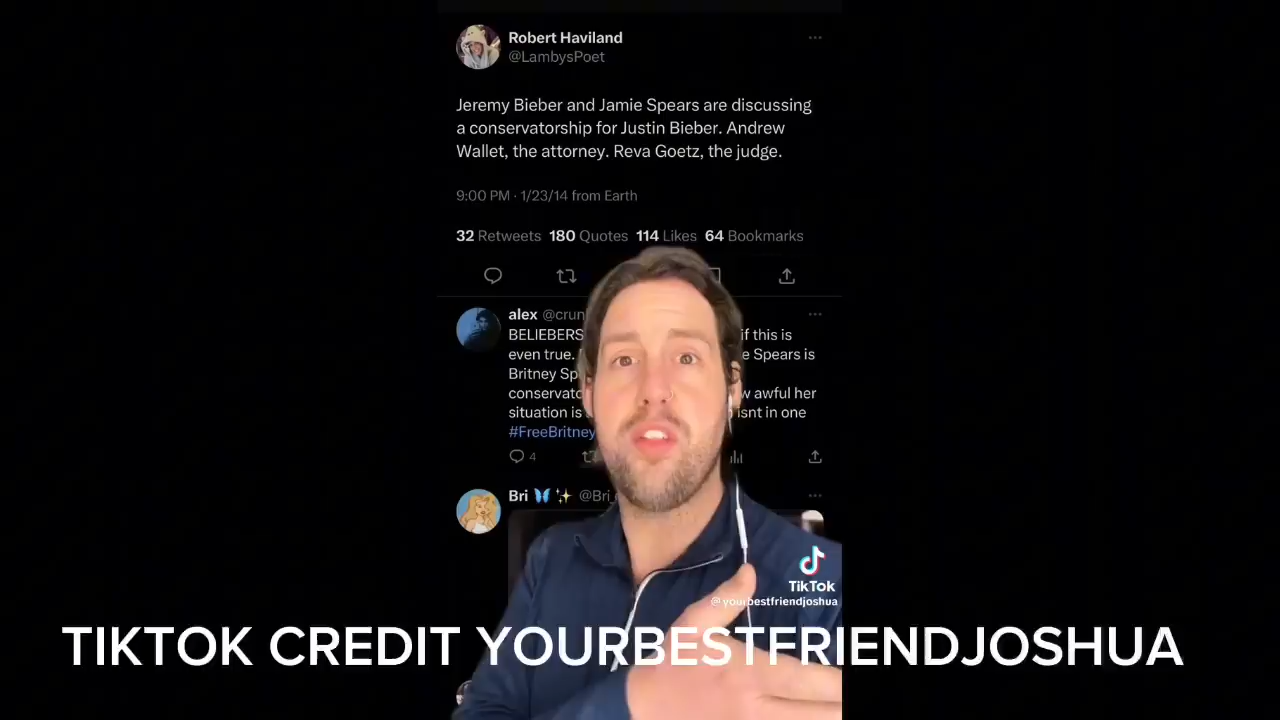 Robert Haviland
@LambysPoet
Jeremy Bieber and Jamie Spears are discussing
a conservatorship for Justin Bieber. Andrew
Wallet, the attorney. Reva Goetz, the judge.
9:00 PM · 1/23/14 from Earth
32 Retweets 180 Quotes 114 Likes 64 Bookmarks
alex @crun
BELIEBERS if this is
even true. e Spears is
Britney Sp
conservato w awful her
situation is isnt in one
#FreeBritney
4
Bri 🦋 ✨ @Bri
TikTok
@yourbestfriendjoshua
TIKTOK CREDIT YOURBESTFRIENDJOSHUA